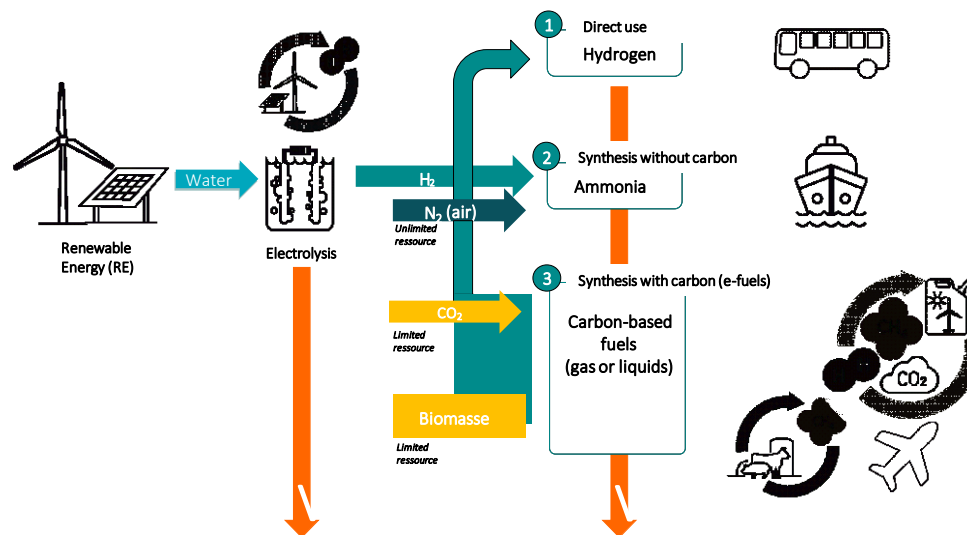 1
Direct use
Hydrogen
2
Synthesis without carbon
Ammonia
Water
H₂
N₂ (air)
Unlimited
ressource
Renewable
Energy (RE)
Electrolysis
3
Synthesis with carbon (e-fuels)
CO₂
Limited
ressource
Carbon-based
fuels
(gas or liquids)
CO₂
Biomasse
Limited
ressource